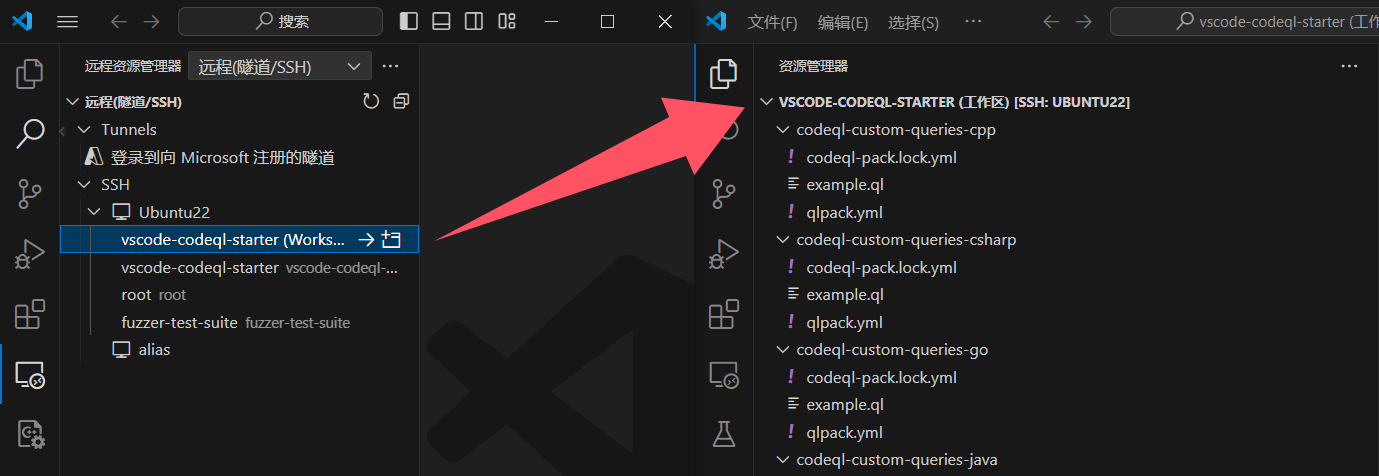 搜索
远程资源管理器 远程(隧道/SSH)
远程(隧道/SSH)
Tunnels
登录到向 Microsoft 注册的隧道
SSH
Ubuntu22
vscode-codeql-starter (Works...
vscode-codeql-starter vscode-codeql-...
root root
fuzzer-test-suite fuzzer-test-suite
alias
文件(F) 编辑(E) 选择(S) ...
vscode-codeql-starter (工作
资源管理器
VSCODE-CODEQL-STARTER (工作区) [SSH: UBUNTU22]
codeql-custom-queries-cpp
! codeql-pack.lock.yml
example.ql
! qlpack.yml
codeql-custom-queries-csharp
! codeql-pack.lock.yml
example.ql
! qlpack.yml
codeql-custom-queries-go
! codeql-pack.lock.yml
example.ql
! qlpack.yml
codeql-custom-queries-java